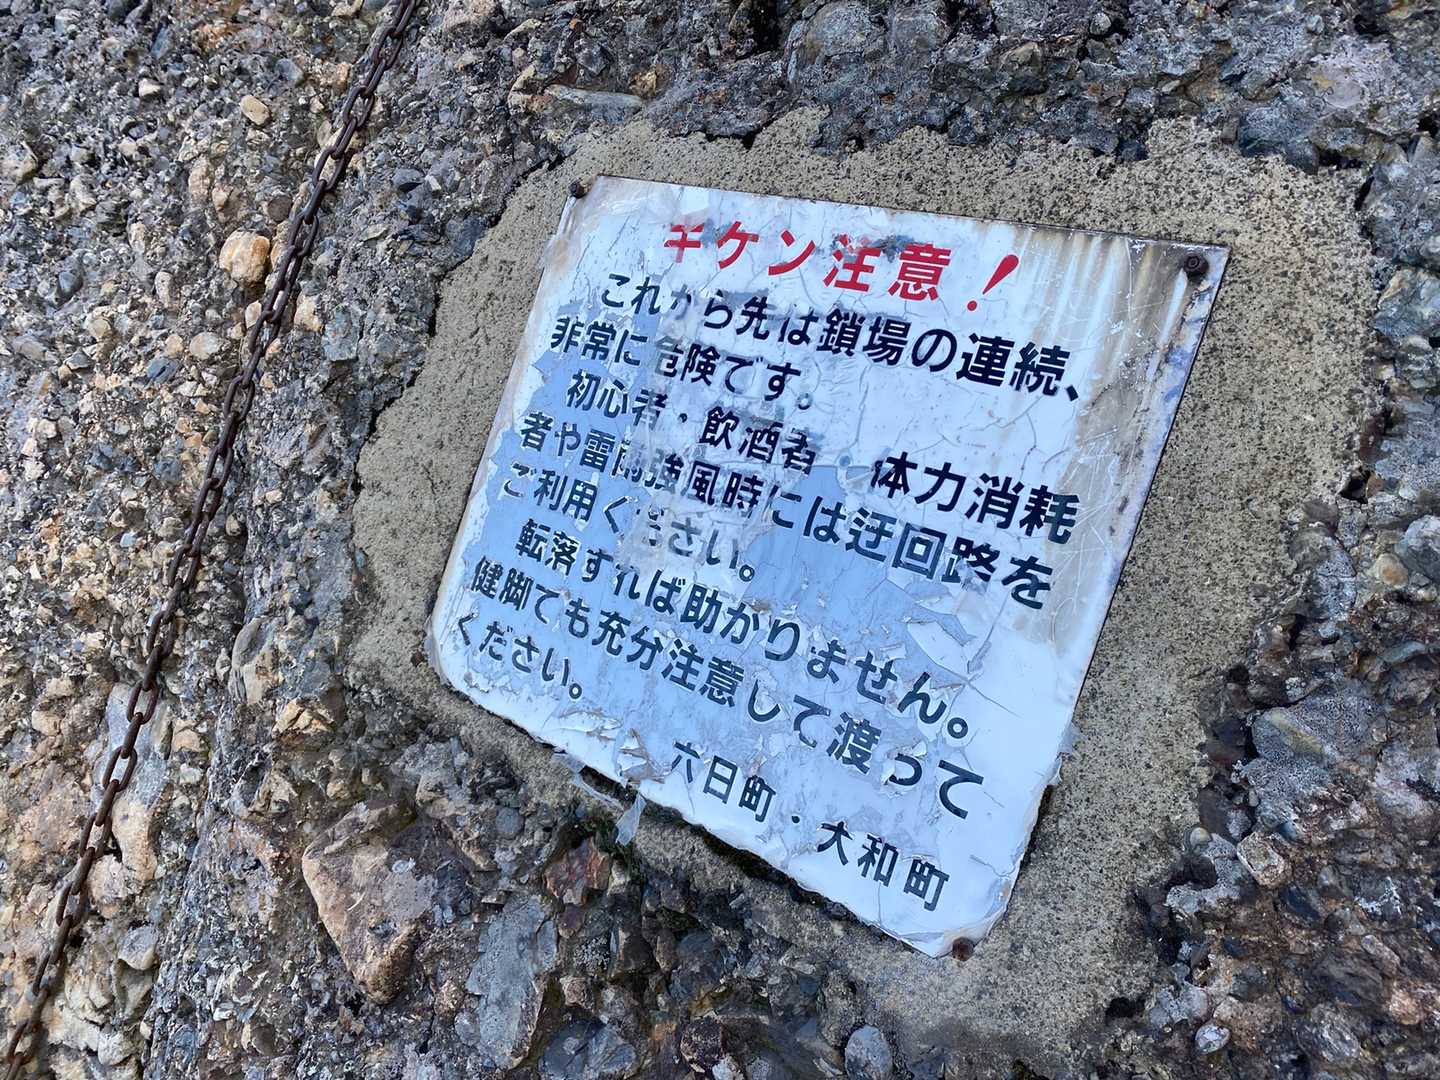 キケン注意！
これから先は鎖場の連続、
非常に危険です。
初心者・飲酒者・体力消耗
者や雷雨強風時には迂回路を
ご利用ください。
転落すれば助かりません。
健脚ても充分注意して渡って
ください。
六日町・大和町